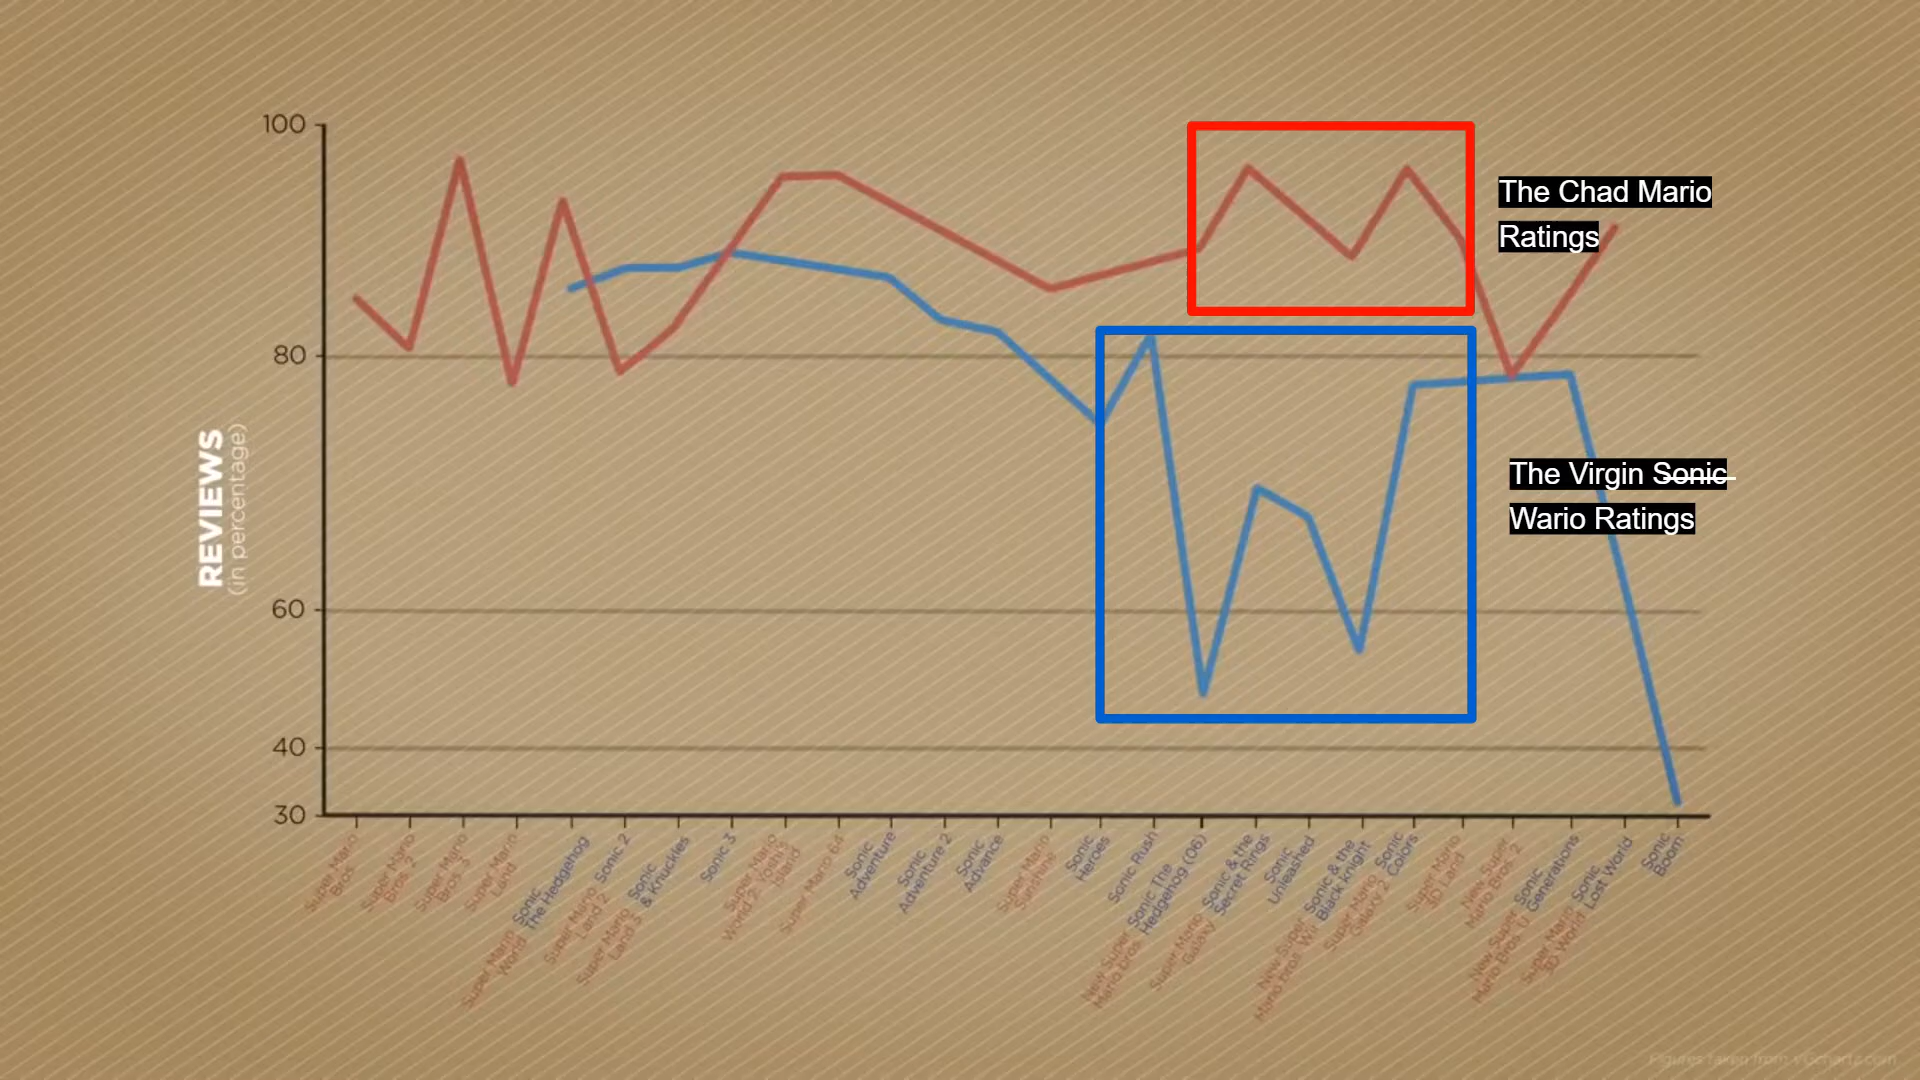 100
80
60
40
30
REVIEWS
(in percentage)
The Chad Mario
Ratings
The Virgin Sonic
Wario Ratings
Super Mario
Bros
Super Mario
Bros 2
Super Mario
Bros 3
Super Mario
Land
Sonic
The Hedgehog
Super Mario
World
Sonic 2
Super Mario
Land 2
Sonic
& Knuckles
Super Mario
Land 3
Sonic 3
Super Mario
World 2: Yoshi's
Island
Super Mario 64
Sonic
Adventure
Sonic
Adventure 2
Sonic
Advance
Super Mario
Sunshine
Sonic
Heroes
Sonic Rush
Sonic The
Hedgehog (06)
New Super
Mario bros.
Sonic & the
Secret Rings
Super Mario
Galaxy
Sonic
Unleashed
Sonic & the
Black Knight
New Super
Mario bros Wii
Sonic
Colors
Super Mario
Galaxy 2
Super Mario
3D Land
New Super
Mario Bros 2
Sonic
Generations
New Super
Mario Bros. U
Sonic
Lost World
Super Mario
3D World
Sonic
Boom
Figures taken from vGchartz.com